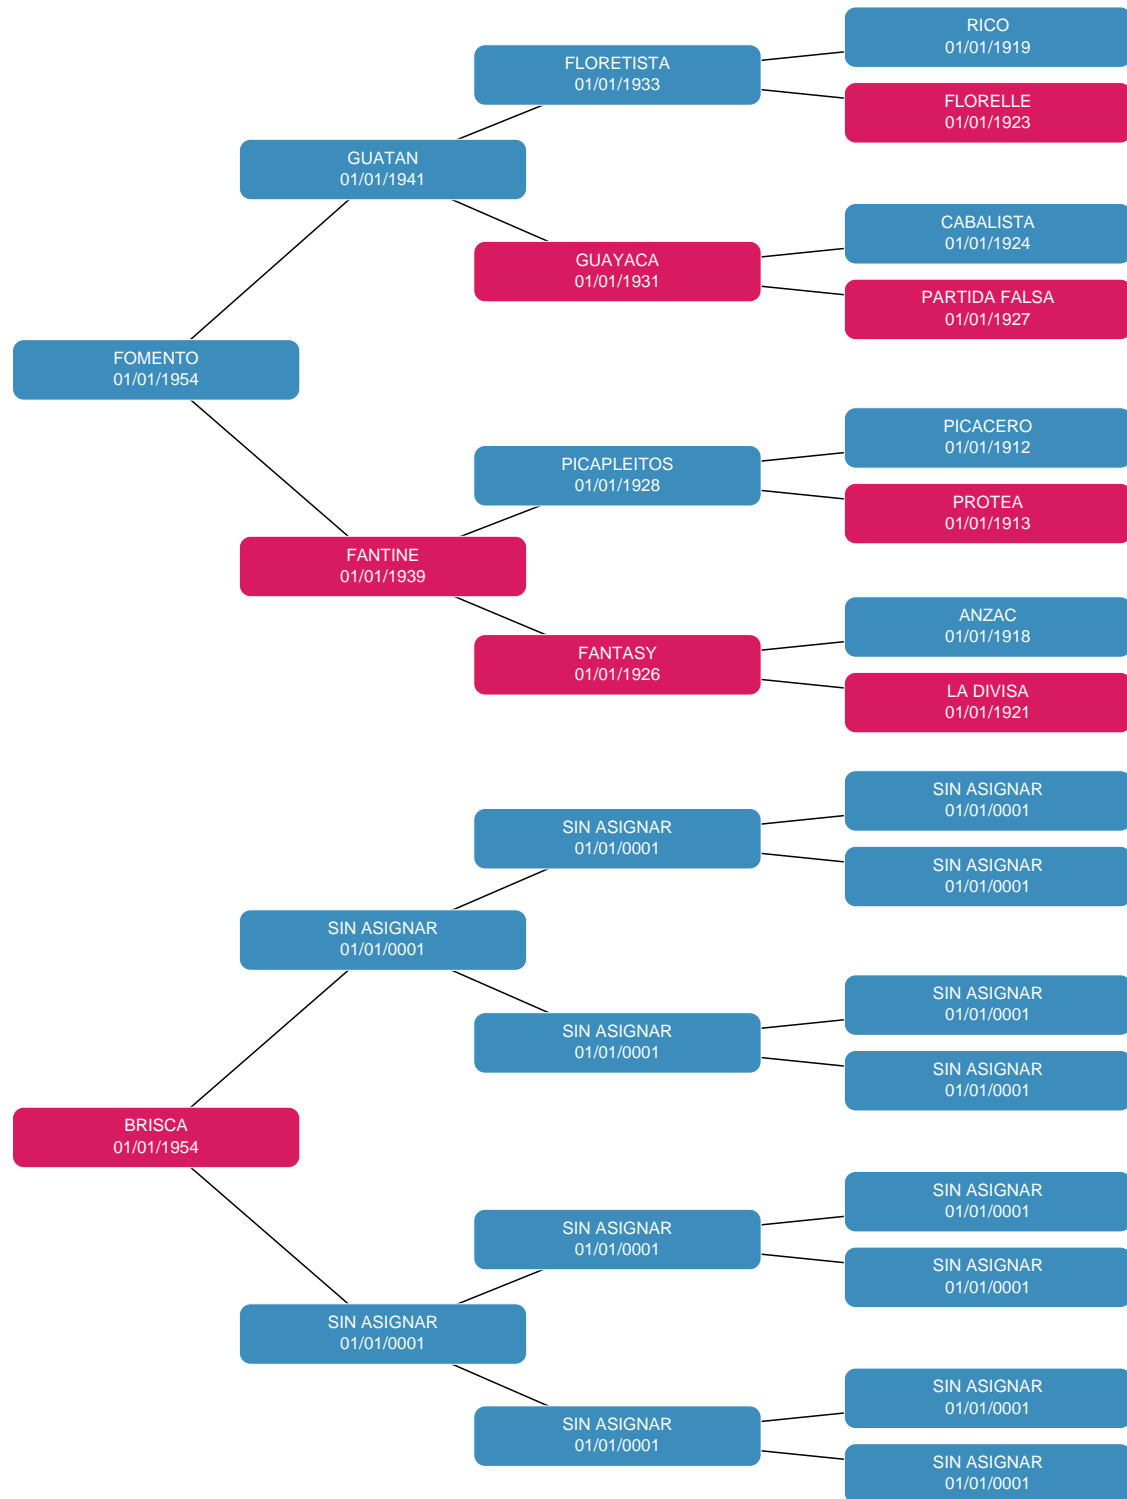 RICO
01/01/1919
FLORETISTA
01/01/1933
FLORELLE
01/01/1923
GUATAN
01/01/1941
CABALISTA
01/01/1924
GUAYACA
01/01/1931
PARTIDA FALSA
01/01/1927
FOMENTO
01/01/1954
PICACERO
01/01/1912
PICAPLEITOS
01/01/1928
PROTEA
01/01/1913
FANTINE
01/01/1939
ANZAC
01/01/1918
FANTASY
01/01/1926
LA DIVISA
01/01/1921
SIN ASIGNAR
01/01/0001
SIN ASIGNAR
01/01/0001
SIN ASIGNAR
01/01/0001
SIN ASIGNAR
01/01/0001
SIN ASIGNAR
01/01/0001
SIN ASIGNAR
01/01/0001
SIN ASIGNAR
01/01/0001
BRISCA
01/01/1954
SIN ASIGNAR
01/01/0001
SIN ASIGNAR
01/01/0001
SIN ASIGNAR
01/01/0001
SIN ASIGNAR
01/01/0001
SIN ASIGNAR
01/01/0001
SIN ASIGNAR
01/01/0001
SIN ASIGNAR
01/01/0001